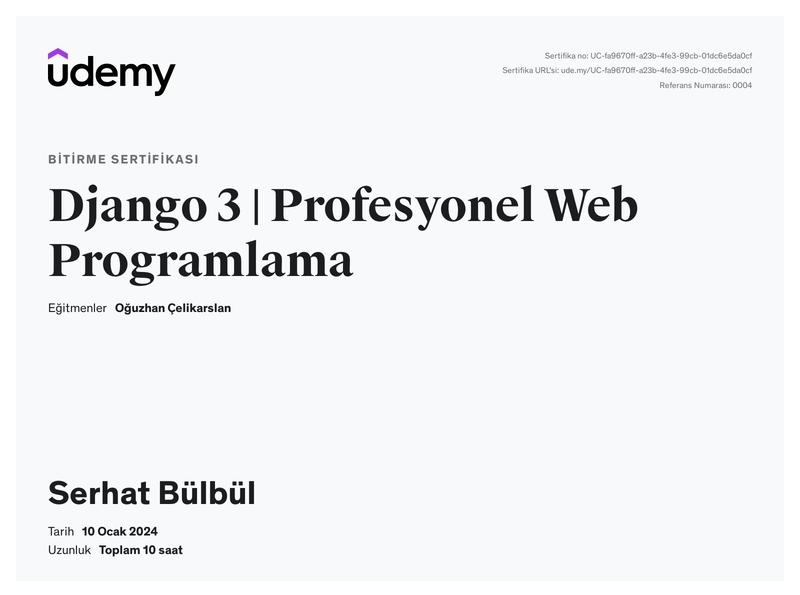 udemy
Sertifika no: UC-fa9670ff-a23b-4fe3-99cb-01dc6e5da0cf
Sertifika URL'si: ude.my/UC-fa9670ff-a23b-4fe3-99cb-01dc6e5da0cf
Referans Numarası: 0004
BİTİRME SERTİFİKASI
Django 3 | Profesyonel Web
Programlama
Eğitmenler Oğuzhan Çelikarslan
Serhat Bülbül
Tarih 10 Ocak 2024
Uzunluk Toplam 10 saat